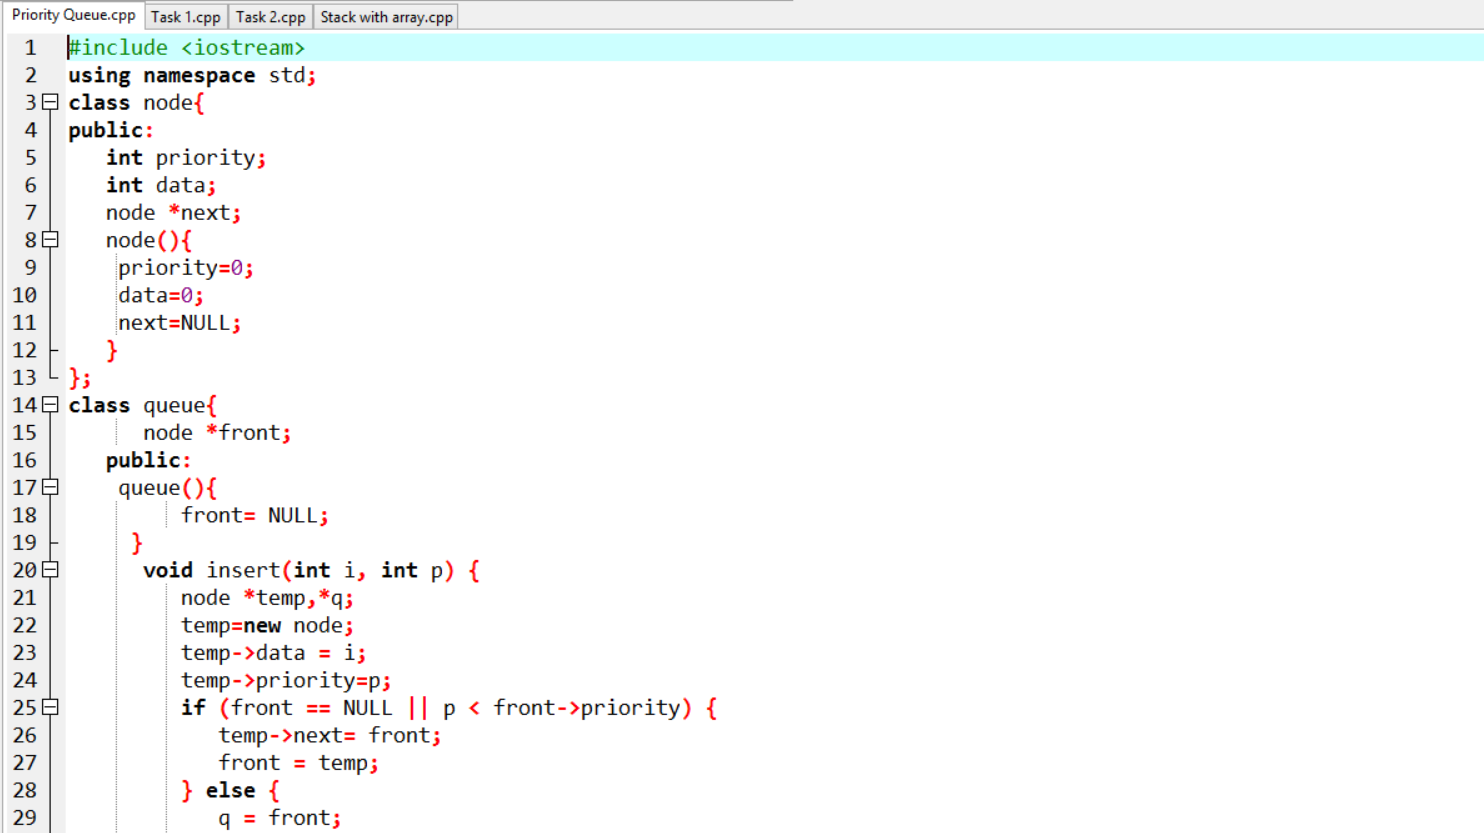 Priority Queue.cpp Task 1.cpp Task 2.cpp Stack with array.cpp
1 #include <iostream>
2 using namespace std;
3 class node{
4 public:
5 int priority;
6 int data;
7 node *next;
8 node(){
9 priority=0;
10 data=0;
11 next=NULL;
12 }
13 };
14 class queue{
15 node *front;
16 public:
17 queue(){
18 front= NULL;
19 }
20 void insert(int i, int p) {
21 node *temp,*q;
22 temp=new node;
23 temp->data = i;
24 temp->priority=p;
25 if (front == NULL || p < front->priority) {
26 temp->next= front;
27 front = temp;
28 } else {
29 q = front;